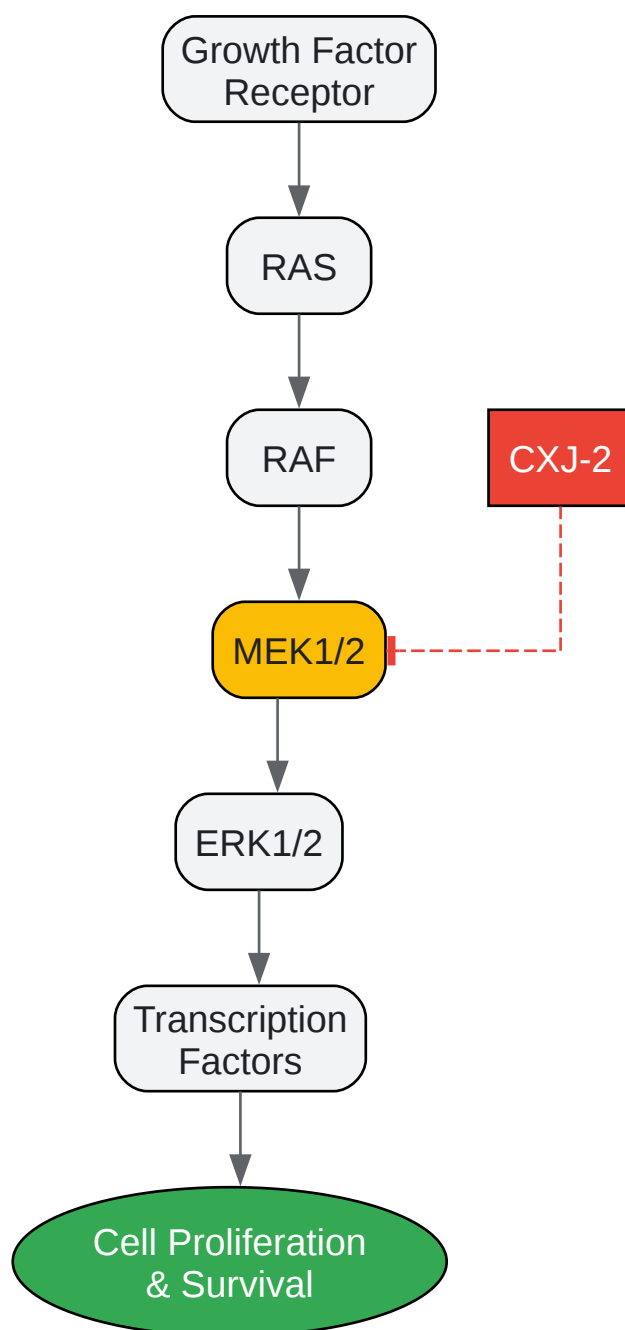 Growth Factor
Receptor
RAS
RAF
CXJ-2
MEK1/2
ERK1/2
Transcription
Factors
Cell Proliferation
& Survival